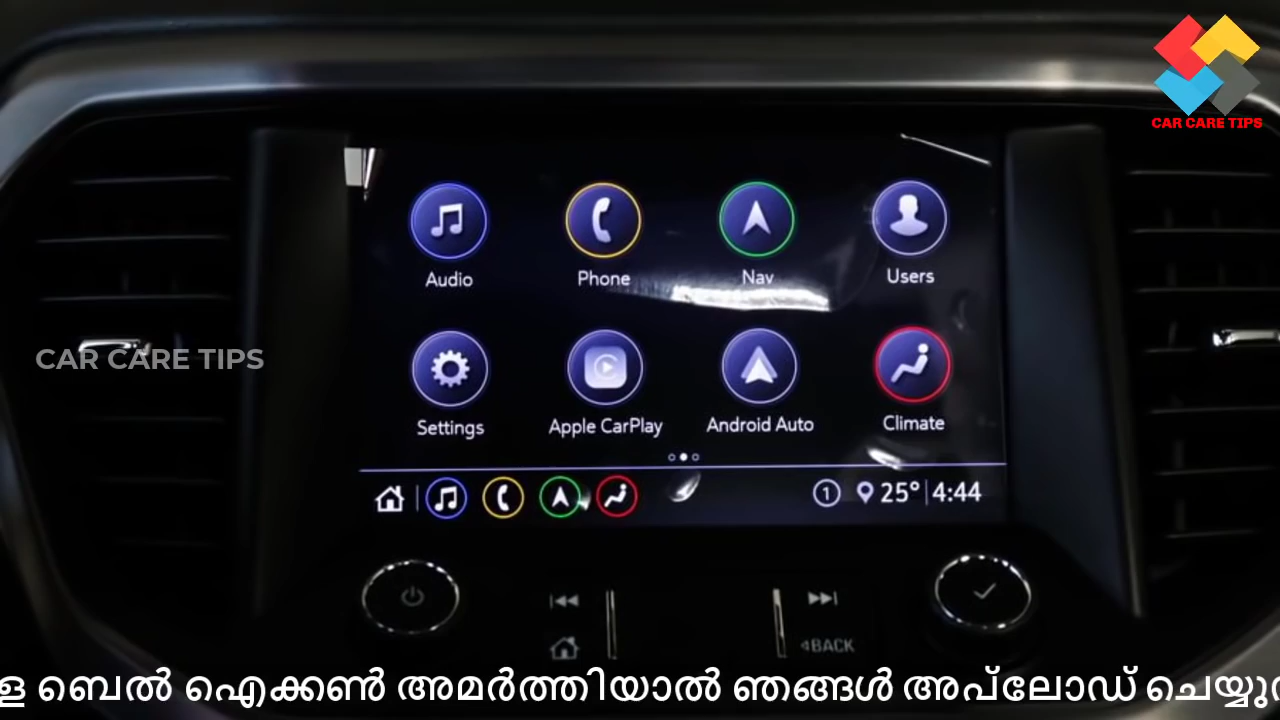 CAR CARE TIPS
Audio
Phone
Nav
Users
CAR CARE TIPS
Settings
Apple CarPlay
Android Auto
Climate
1
25° 4:44
BACK
ബെൽ ഐക്കൺ അമർത്തിയാൽ ഞങ്ങൾ അപ്ലോഡ്